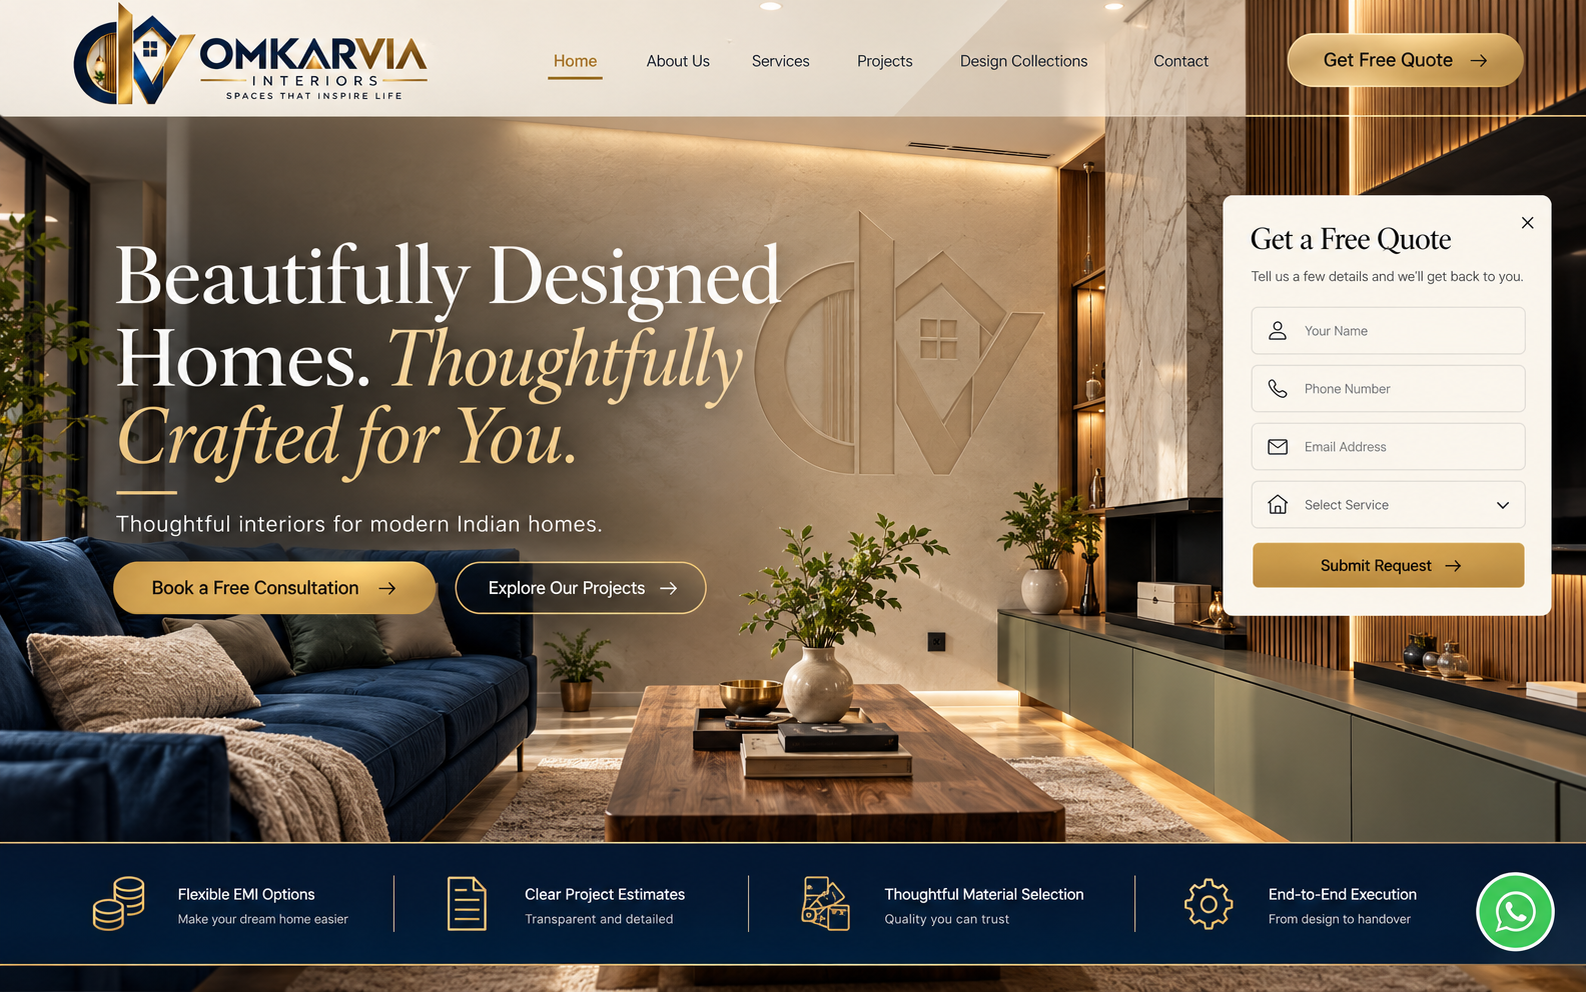 OMKARVIA
INTERIORS
SPACES THAT INSPIRE LIFE
Home
About Us
Services
Projects
Design Collections
Contact
Get Free Quote
Beautifully Designed
Homes. Thoughtfully
Crafted for You.
Thoughtful interiors for modern Indian homes.
Book a Free Consultation
Explore Our Projects
Get a Free Quote
Tell us a few details and we'll get back to you.
Your Name
Phone Number
Email Address
Select Service
Submit Request
Flexible EMI Options
Make your dream home easier
Clear Project Estimates
Transparent and detailed
Thoughtful Material Selection
Quality you can trust
End-to-End Execution
From design to handover